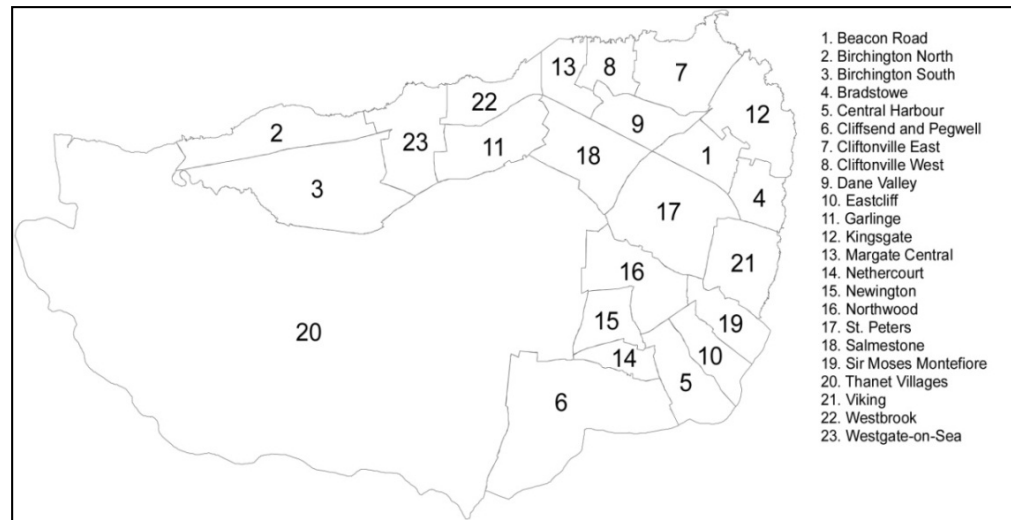 13
8
7
22
12
2
9
23
11
1
18
3
4
17
21
16
20
15
19
14
10
5
6
1. Beacon Road
2. Birchington North
3. Birchington South
4. Bradstowe
5. Central Harbour
6. Cliffsend and Pegwell
7. Cliftonville East
8. Cliftonville West
9. Dane Valley
10. Eastcliff
11. Garlinge
12. Kingsgate
13. Margate Central
14. Nethercourt
15. Newington
16. Northwood
17. St. Peters
18. Salmestone
19. Sir Moses Montefiore
20. Thanet Villages
21. Viking
22. Westbrook
23. Westgate-on-Sea